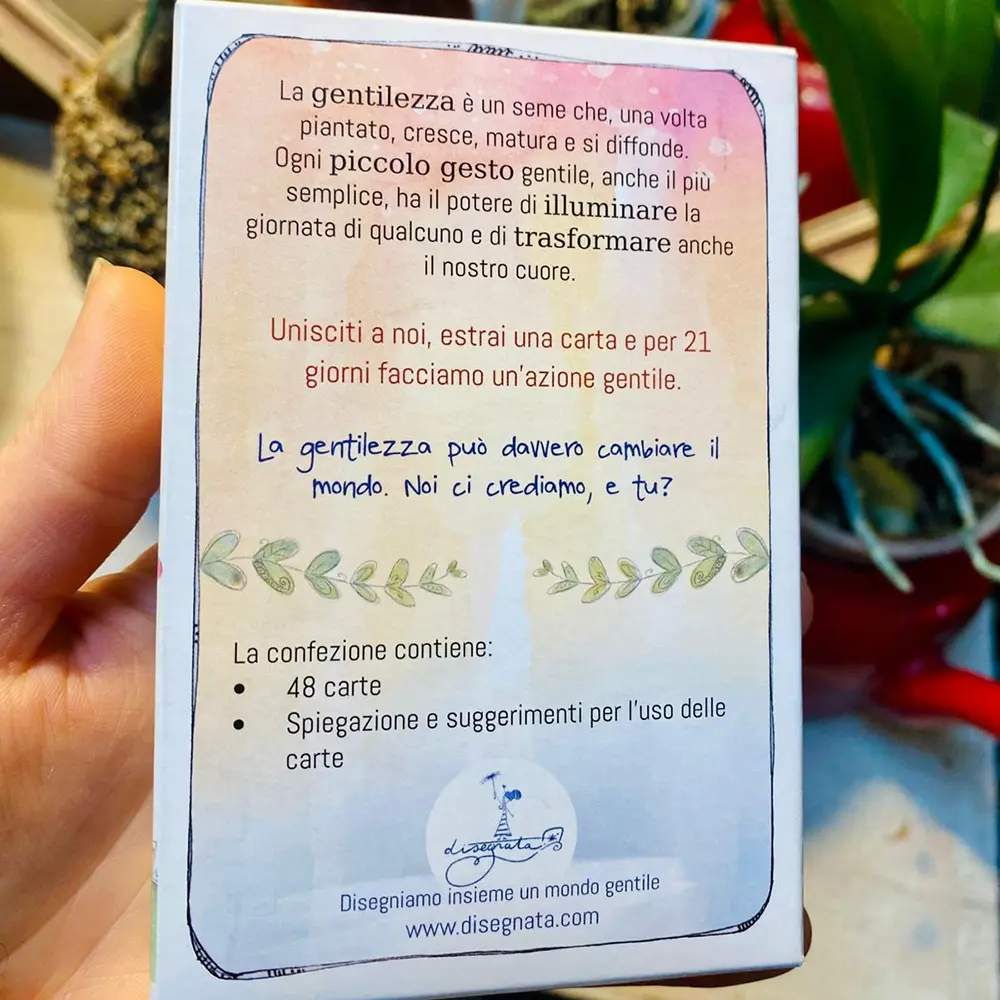 La gentilezza è un seme che, una volta
piantato, cresce, matura e si diffonde.
Ogni piccolo gesto gentile, anche il più
semplice, ha il potere di illuminare la
giornata di qualcuno e di trasformare anche
il nostro cuore.
Unisciti a noi, estrai una carta e per 21
giorni facciamo un'azione gentile.
La gentilezza può davvero cambiare il
mondo. Noi ci crediamo, e tu?
La confezione contiene:
• 48 carte
• Spiegazione e suggerimenti per l'uso delle
carte
disegnata
Disegniamo insieme un mondo gentile
www.disegnata.com